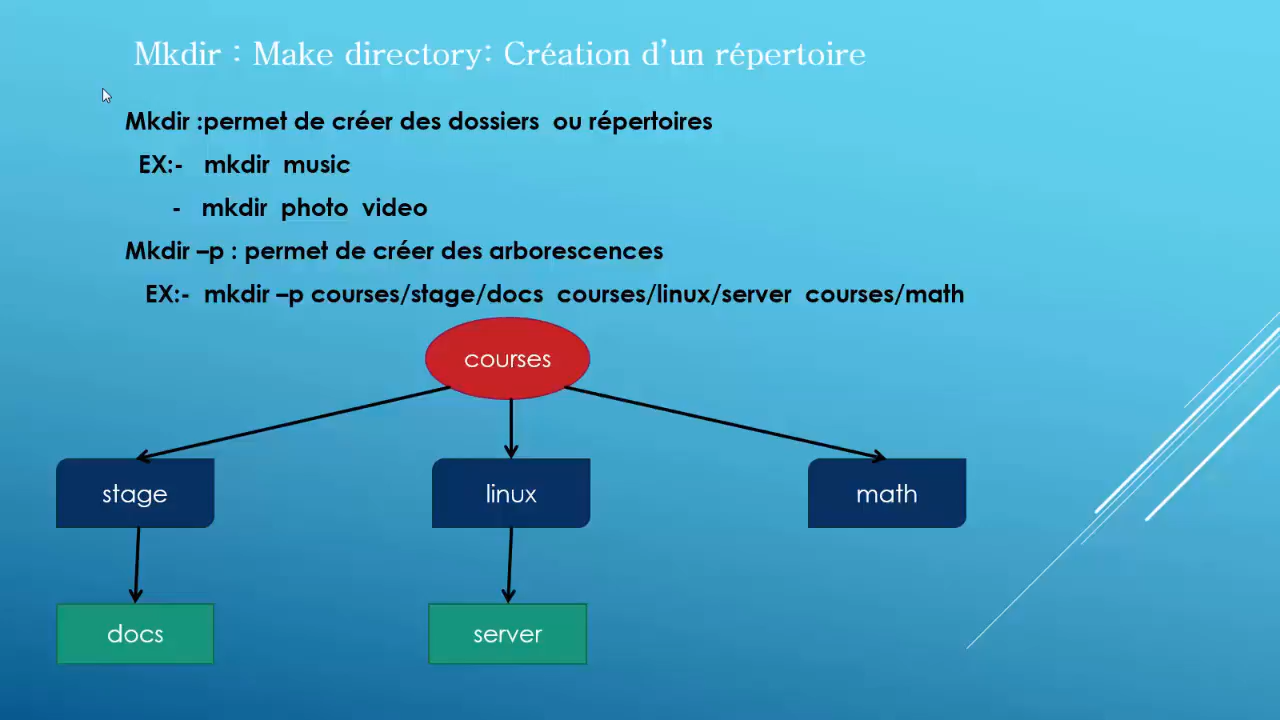 Mkdir : Make directory: Création d'un répertoire
Mkdir :permet de créer des dossiers ou répertoires
EX:- mkdir music
- mkdir photo video
Mkdir –p : permet de créer des arborescences
EX:- mkdir –p courses/stage/docs courses/linux/server courses/math
courses
stage linux math
docs server